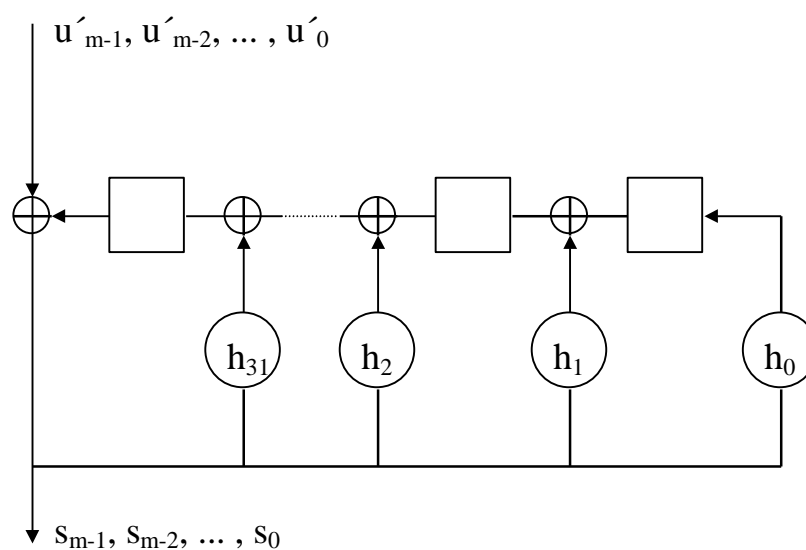 u´m-1, u´m-2, ... , u´0
h31 h2 h1 h0
sm-1, sm-2, ... , s0